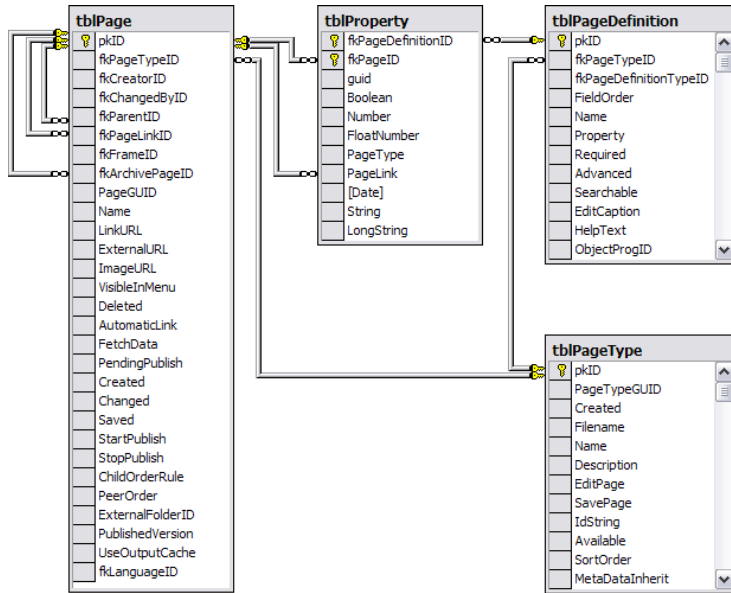 tblPage
pkID
fkPageTypeID
fkCreatorID
fkChangedByID
fkParentID
fkPageLinkID
fkFrameID
fkArchivePageID
PageGUID
Name
LinkURL
ExternalURL
ImageURL
VisibleInMenu
Deleted
AutomaticLink
FetchData
PendingPublish
Created
Changed
Saved
StartPublish
StopPublish
ChildOrderRule
PeerOrder
ExternalFolderID
PublishedVersion
UseOutputCache
fkLanguageID
tblProperty
fkPageDefinitionID
fkPageID
guid
Boolean
Number
FloatNumber
PageType
PageLink
[Date]
String
LongString
tblPageDefinition
pkID
fkPageTypeID
fkPageDefinitionTypeID
FieldOrder
Name
Property
Required
Advanced
Searchable
EditCaption
HelpText
ObjectProgID
tblPageType
pkID
PageTypeGUID
Created
Filename
Name
Description
EditPage
SavePage
IdString
Available
SortOrder
MetaDataInherit